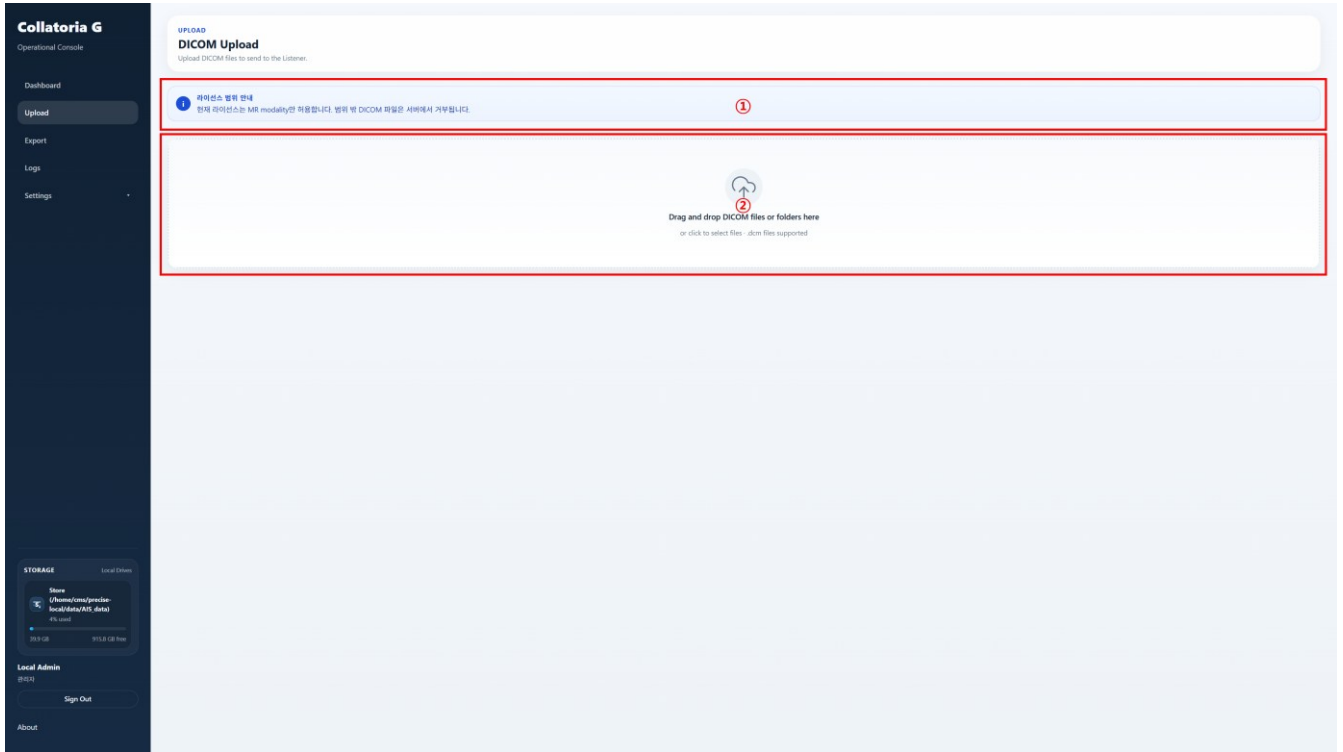 Collatoria G
Operational Console
Dashboard
Upload
Export
Logs
Settings
STORAGE
Local Drives
Store
(/home/cms/precise-
local/data/AIS_data)
4% used
39.9 GB
915.8 GB free
Local Admin
관리자
Sign Out
About
UPLOAD
DICOM Upload
Upload DICOM files to send to the Listener.
라이선스 범위 안내
현재 라이선스는 MR modality만 허용합니다. 범위 밖 DICOM 파일은 서버에서 거부됩니다.
①
②
Drag and drop DICOM files or folders here
or click to select files · .dcm files supported